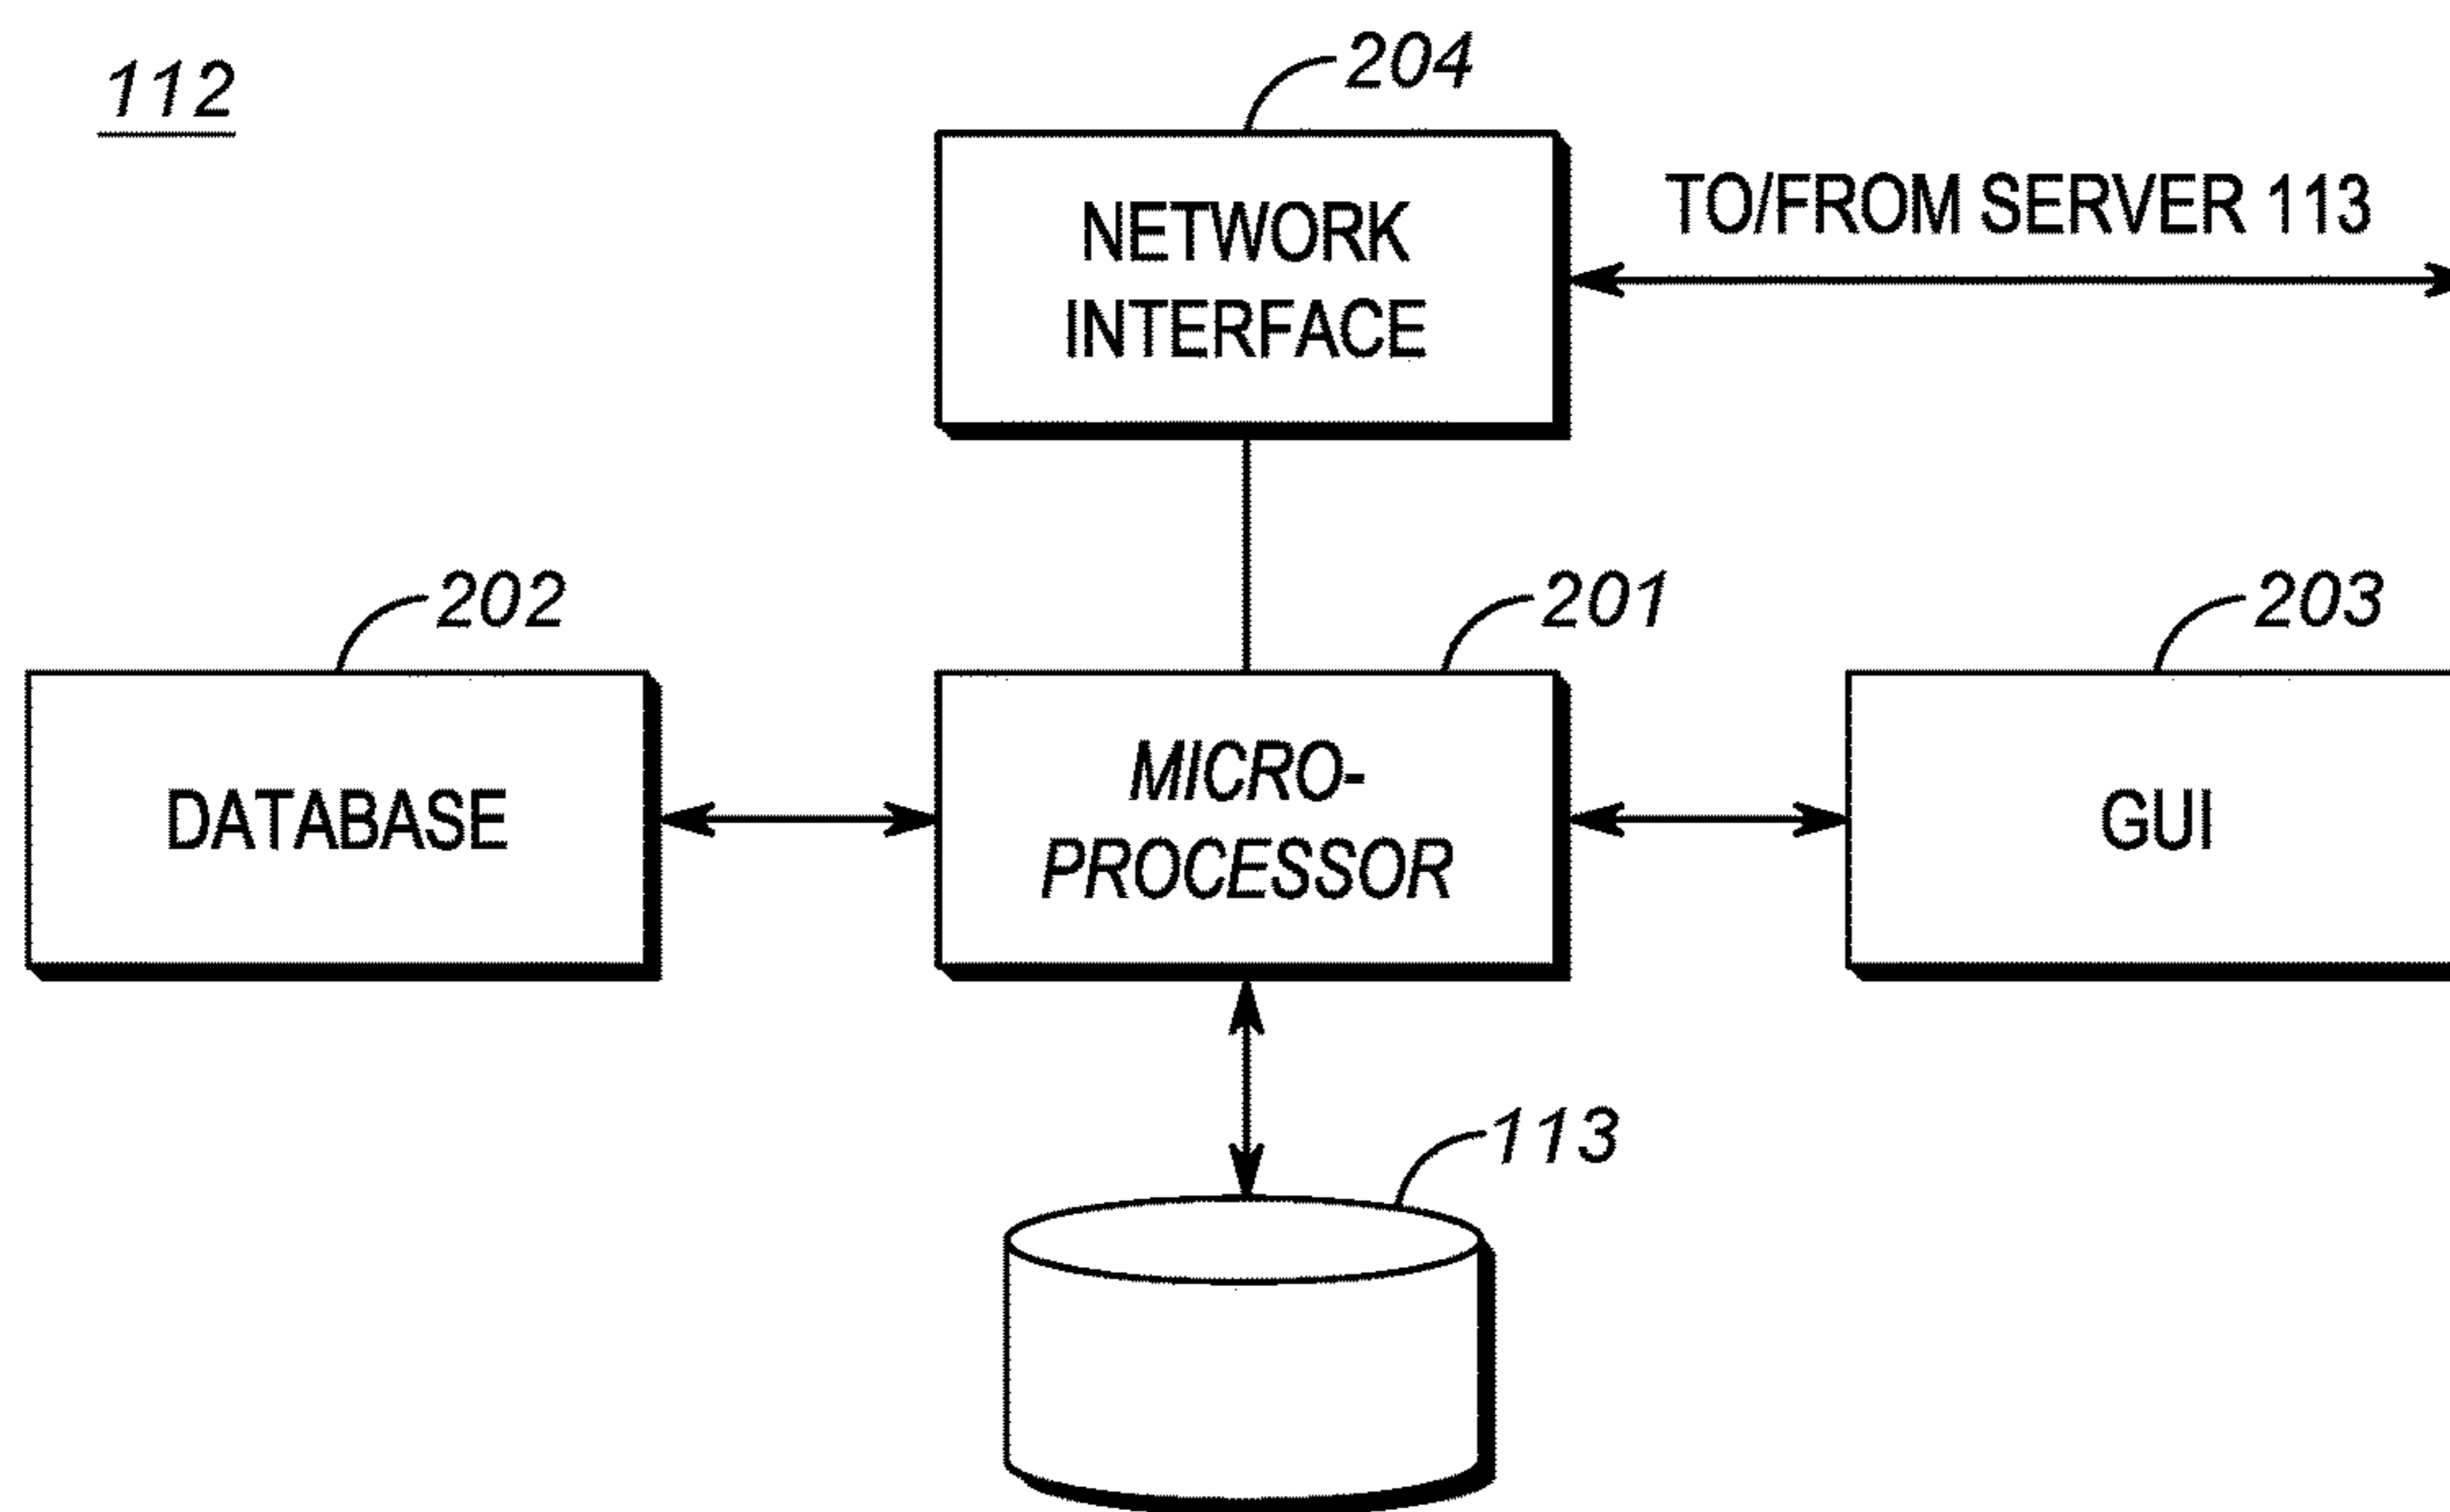 112
204
NETWORK
INTERFACE
TO/FROM SERVER 113
202
201
203
DATABASE
MICRO-
PROCESSOR
GUI
113